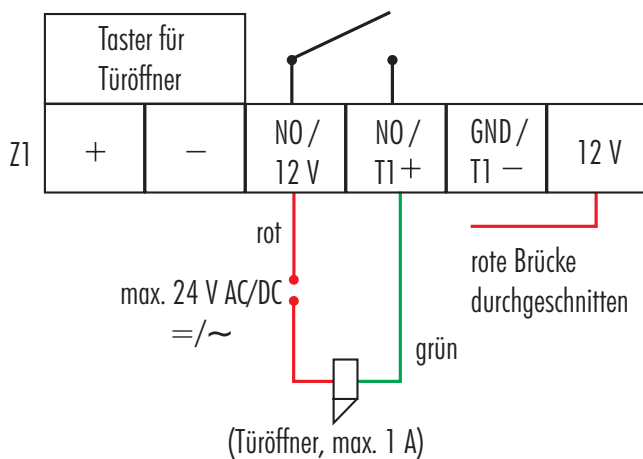 Taster für
Türöffner
Z1
+
−
NO /
12 V
NO /
T1 +
GND /
T1 −
12 V
rot
max. 24 V AC/DC
=/~
rote Brücke
durchgeschnitten
grün
(Türöffner, max. 1 A)